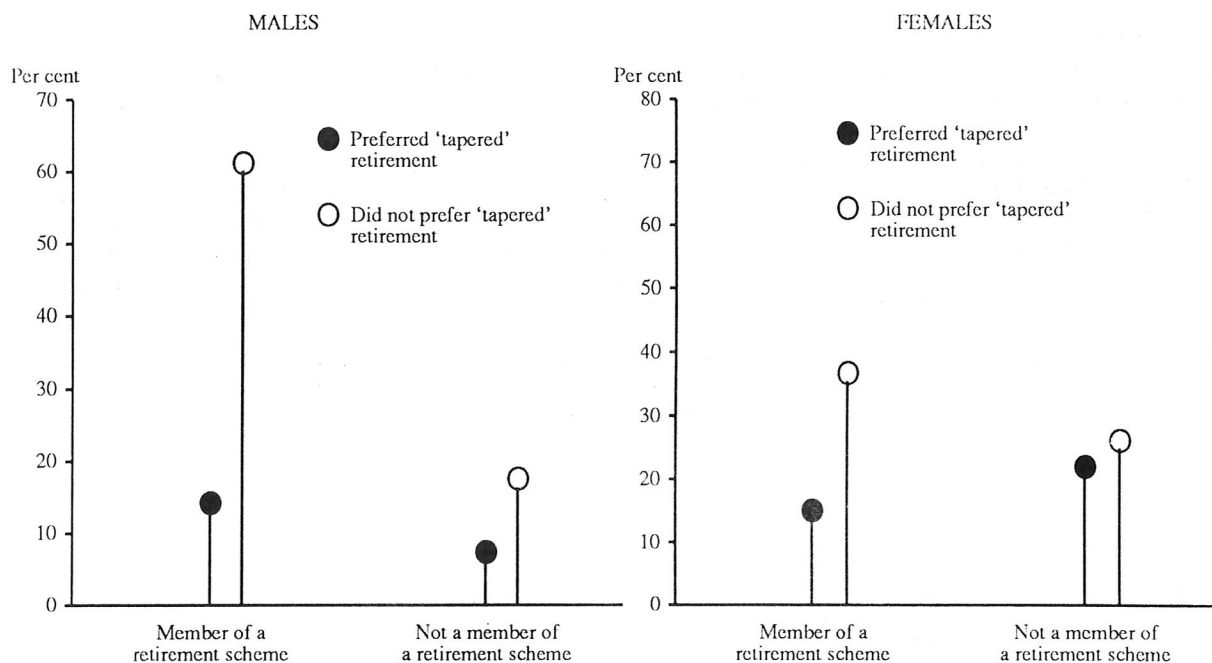 MALES
Per cent
70
60
50
40
30
20
10
0
Preferred ‘tapered’
retirement
Did not prefer ‘tapered’
retirement
Member of a
retirement scheme
Not a member of
a retirement scheme
FEMALES
Per cent
80
70
60
50
40
30
20
10
0
Preferred ‘tapered’
retirement
Did not prefer ‘tapered’
retirement
Member of a
retirement scheme
Not a member of
a retirement scheme